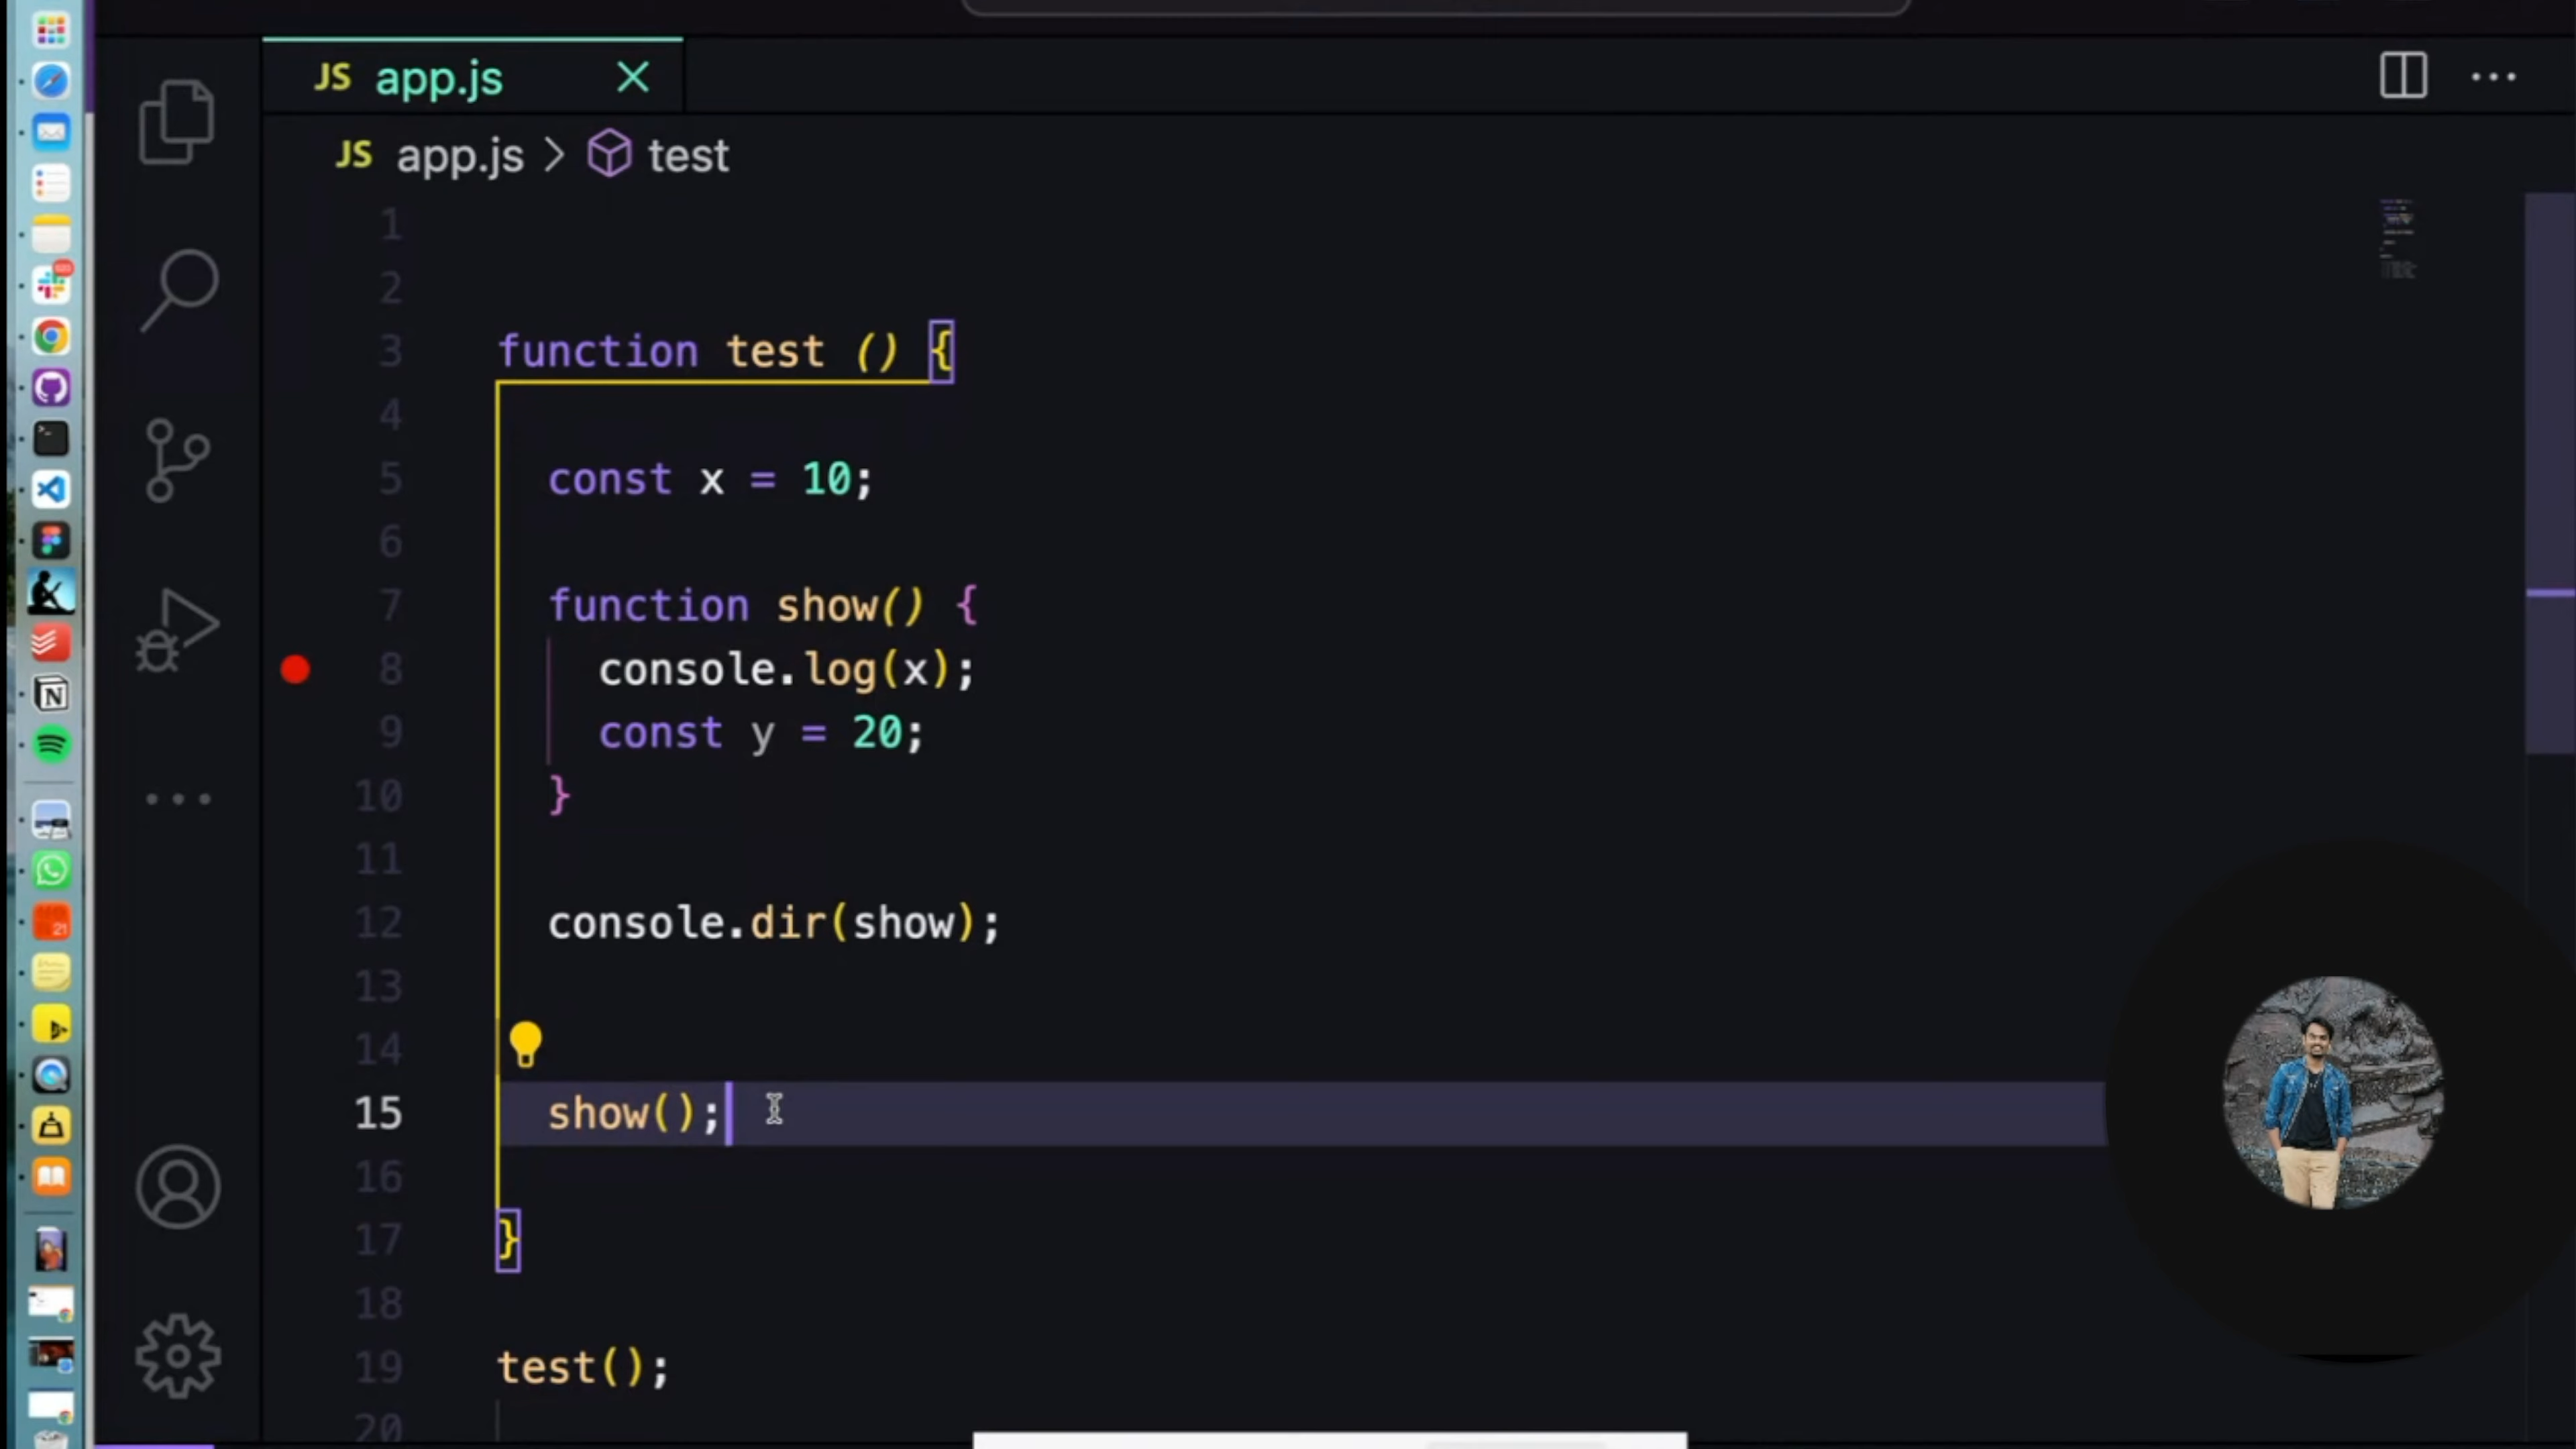 JS app.js
JS app.js > test
1
2
3 function test () {
4
5 const x = 10;
6
7 function show() {
8 console.log(x);
9 const y = 20;
10 }
11
12 console.dir(show);
13
14
15 show();
16
17 }
18
19 test();
20